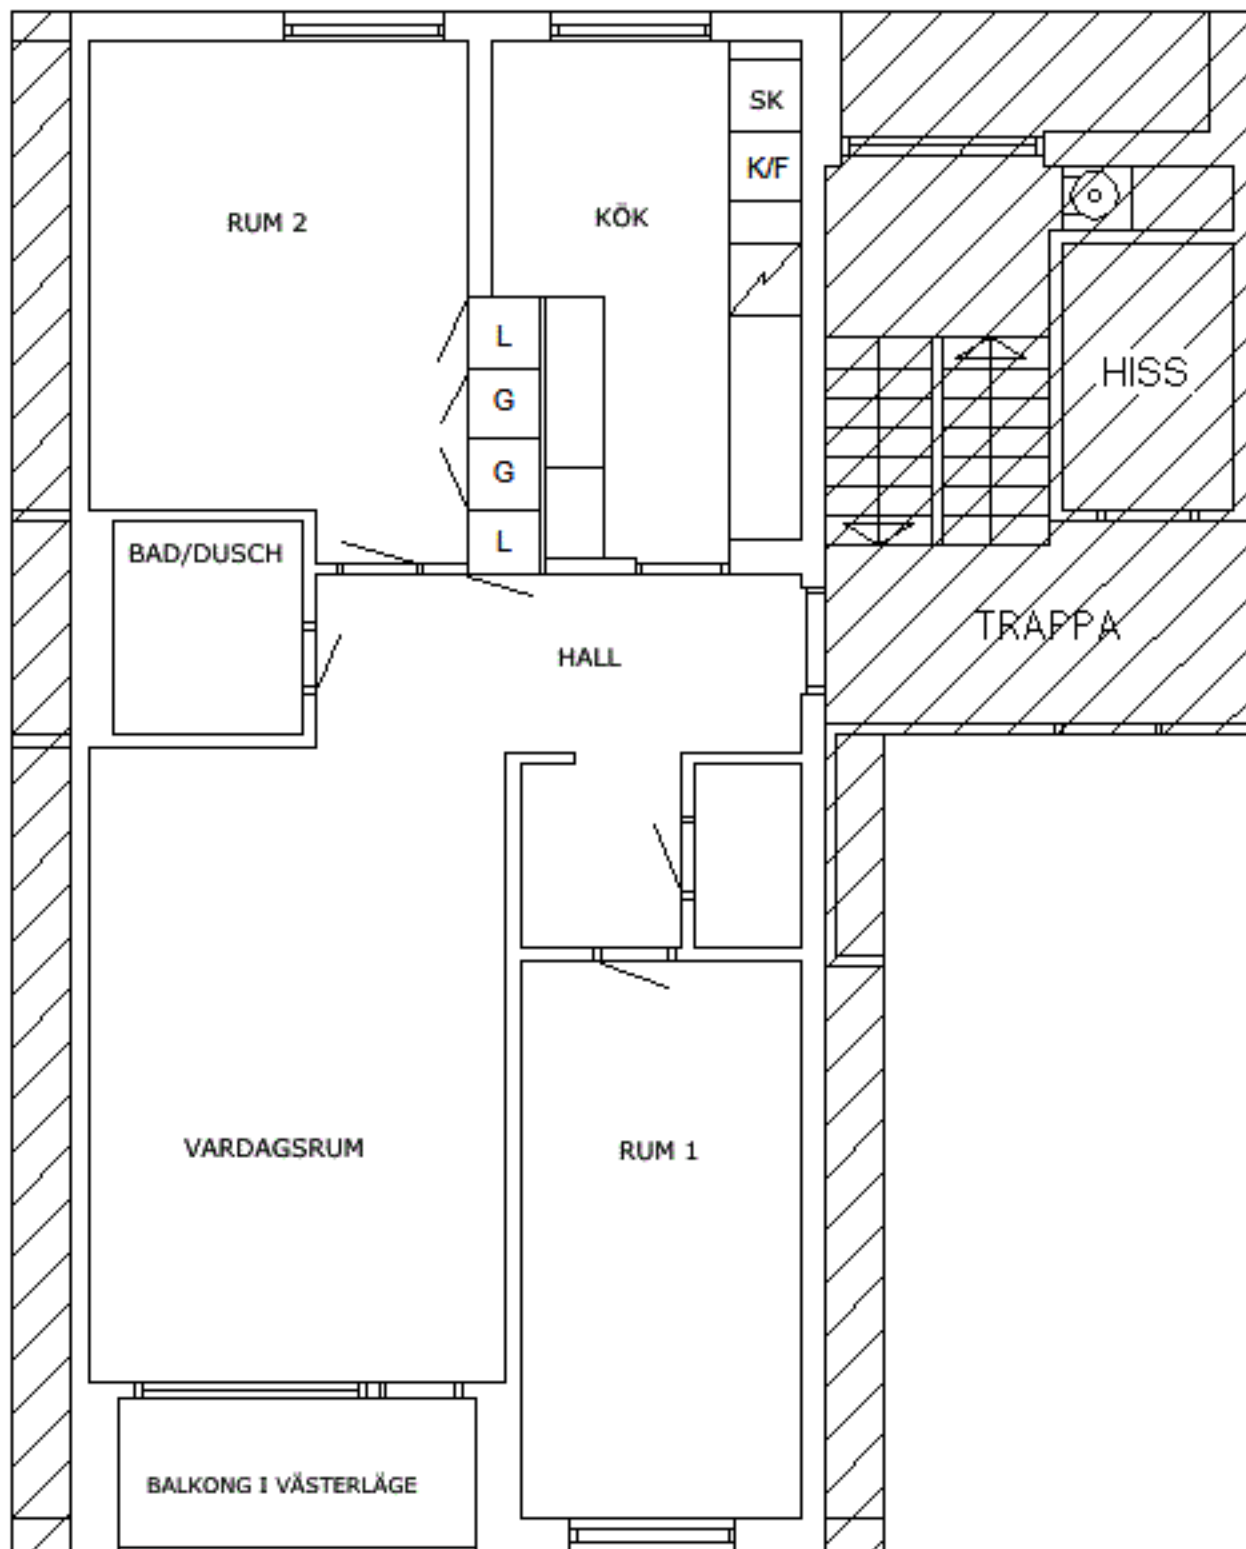 SK
K/F
RUM 2
KÖK
L
HISS
G
G
L
BAD/DUSCH
TRAPPA
HALL
VARDAGSRUM
RUM 1
BALKONG I VÄSTERLÄGE